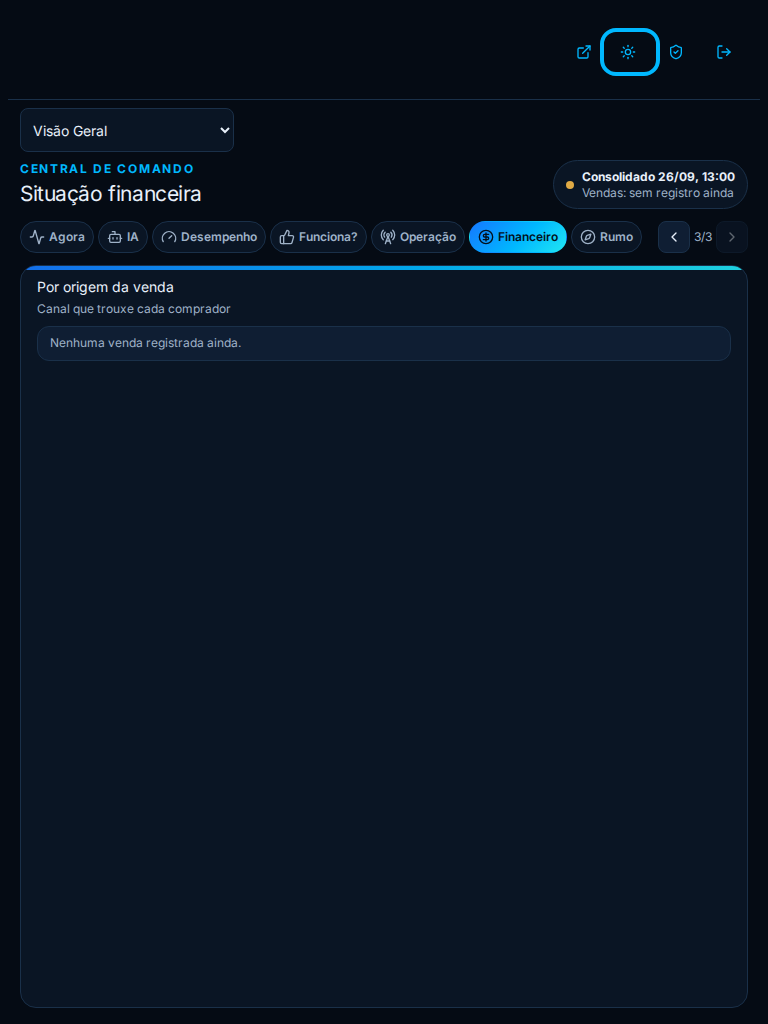 Visão Geral
CENTRAL DE COMANDO
Situação financeira
Consolidado 26/09, 13:00
Vendas: sem registro ainda
Agora
IA
Desempenho
Funciona?
Operação
Financeiro
Rumo
3/3
Por origem da venda
Canal que trouxe cada comprador
Nenhuma venda registrada ainda.